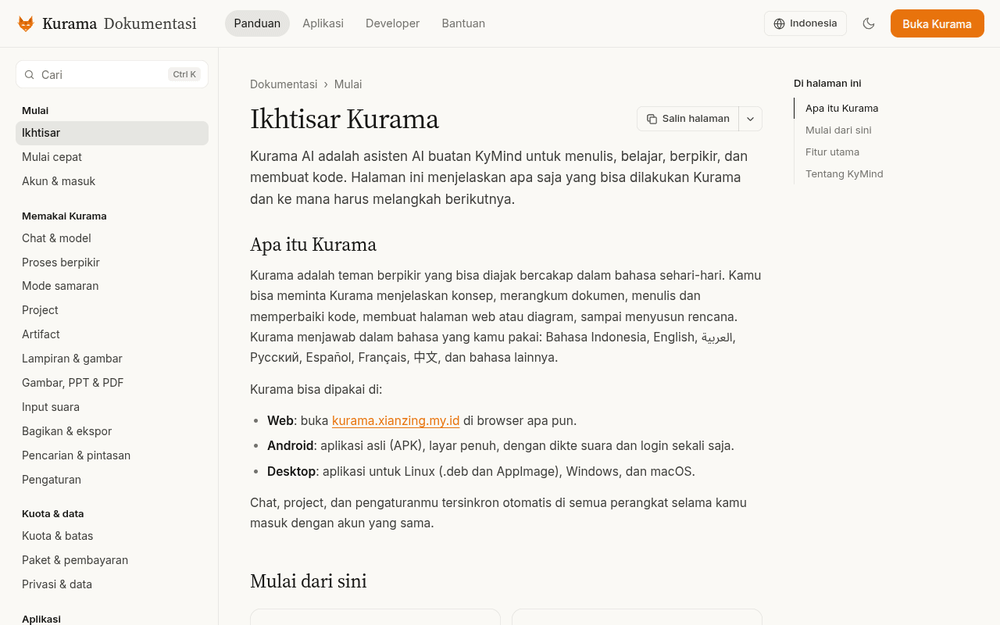 Kurama Dokumentasi
Panduan
Aplikasi
Developer
Bantuan
Indonesia
Buka Kurama
Cari
Ctrl K
Mulai
Ikhtisar
Mulai cepat
Akun & masuk
Memakai Kurama
Chat & model
Proses berpikir
Mode samaran
Project
Artifact
Lampiran & gambar
Gambar, PPT & PDF
Input suara
Bagikan & ekspor
Pencarian & pintasan
Pengaturan
Kuota & data
Kuota & batas
Paket & pembayaran
Privasi & data
Aplikasi
Dokumentasi › Mulai
Ikhtisar Kurama
Salin halaman
Kurama AI adalah asisten AI buatan KyMind untuk menulis, belajar, berpikir, dan
membuat kode. Halaman ini menjelaskan apa saja yang bisa dilakukan Kurama
dan ke mana harus melangkah berikutnya.
Apa itu Kurama
Kurama adalah teman berpikir yang bisa diajak bercakap dalam bahasa sehari-hari. Kamu
bisa meminta Kurama menjelaskan konsep, merangkum dokumen, menulis dan
memperbaiki kode, membuat halaman web atau diagram, sampai menyusun rencana.
Kurama menjawab dalam bahasa yang kamu pakai: Bahasa Indonesia, English, العربية,
Русский, Español, Français, 中文, dan bahasa lainnya.
Kurama bisa dipakai di:
• Web: buka kurama.xianzing.my.id di browser apa pun.
• Android: aplikasi asli (APK), layar penuh, dengan dikte suara dan login sekali saja.
• Desktop: aplikasi untuk Linux (.deb dan AppImage), Windows, dan macOS.
Chat, project, dan pengaturanmu tersinkron otomatis di semua perangkat selama kamu
masuk dengan akun yang sama.
Mulai dari sini
Di halaman ini
Apa itu Kurama
Mulai dari sini
Fitur utama
Tentang KyMind